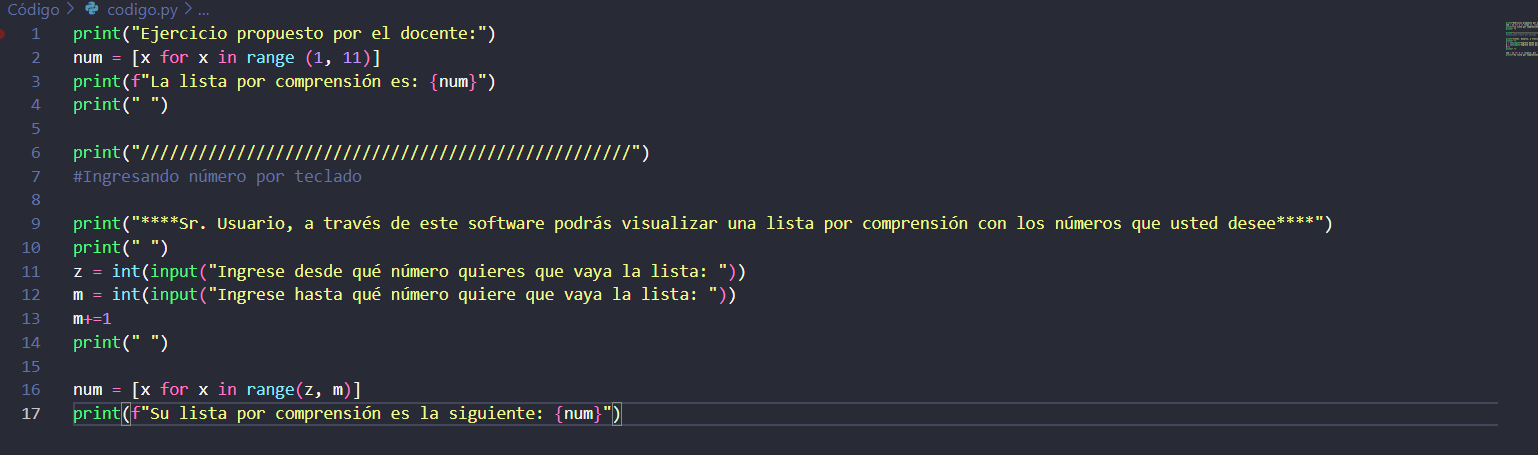 Código > codigo.py > ...
1 print("Ejercicio propuesto por el docente:")
2 num = [x for x in range (1, 11)]
3 print(f"La lista por comprensión es: {num}")
4 print(" ")
5
6 print("///////////////////////////////////////////////////")
7 #Ingresando número por teclado
8
9 print("****Sr. Usuario, a través de este software podrás visualizar una lista por comprensión con los números que usted desee****")
10 print(" ")
11 z = int(input("Ingrese desde qué número quieres que vaya la lista: "))
12 m = int(input("Ingrese hasta qué número quiere que vaya la lista: "))
13 m+=1
14 print(" ")
15
16 num = [x for x in range(z, m)]
17 print(f"Su lista por comprensión es la siguiente: {num}")